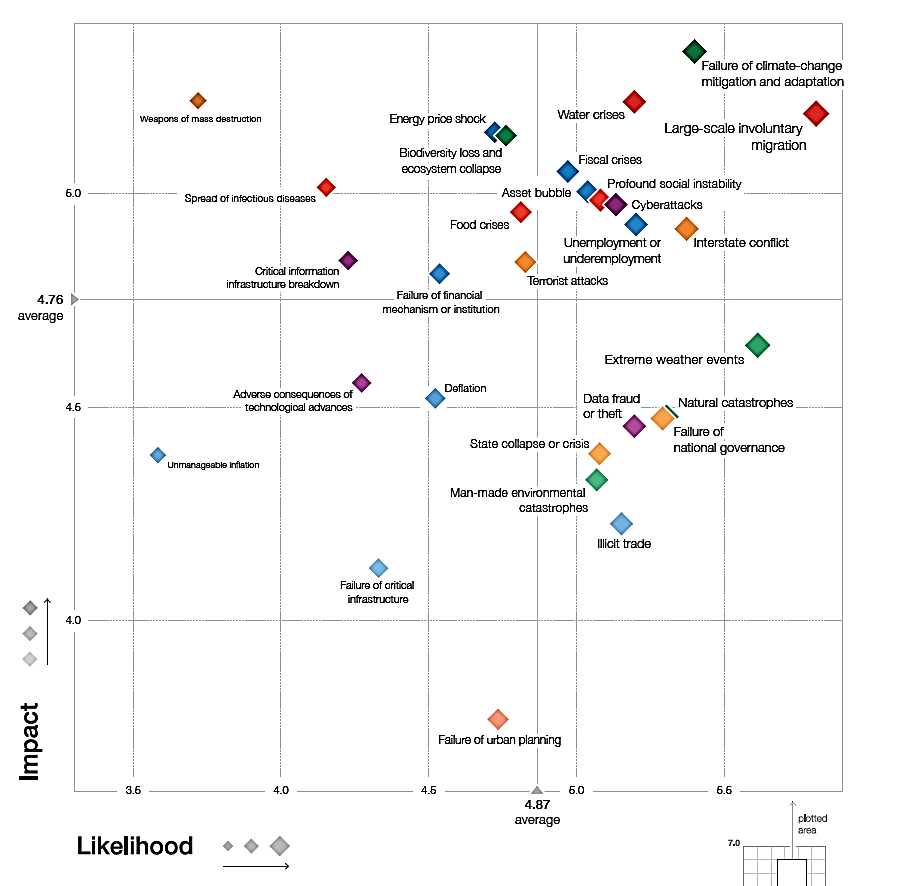 Failure of climate-change
mitigation and adaptation
Weapons of mass destruction
Energy price shock
Water crises
Large-scale involuntary
migration
Biodiversity loss and
ecosystem collapse
Fiscal crises
Asset bubble
Profound social instability
6.0
Spread of infectious diseases
Cyberattacks
Food crises
Unemployment or
underemployment
Interstate conflict
Critical information
infrastructure breakdown
Terrorist attacks
Failure of financial
mechanism or institution
4.76
average
Extreme weather events
Adverse consequences of
technological advances
Deflation
Data fraud
or theft
Natural catastrophes
4.6
Failure of
national governance
State collapse or crisis
Unmanageable inflation
Man-made environmental
catastrophes
Illicit trade
Failure of critical
infrastructure
4.0
Impact
Failure of urban planning
3.6
4.0
4.6
6.0
6.6
4.87
average
Likelihood
plotted
area
7.0